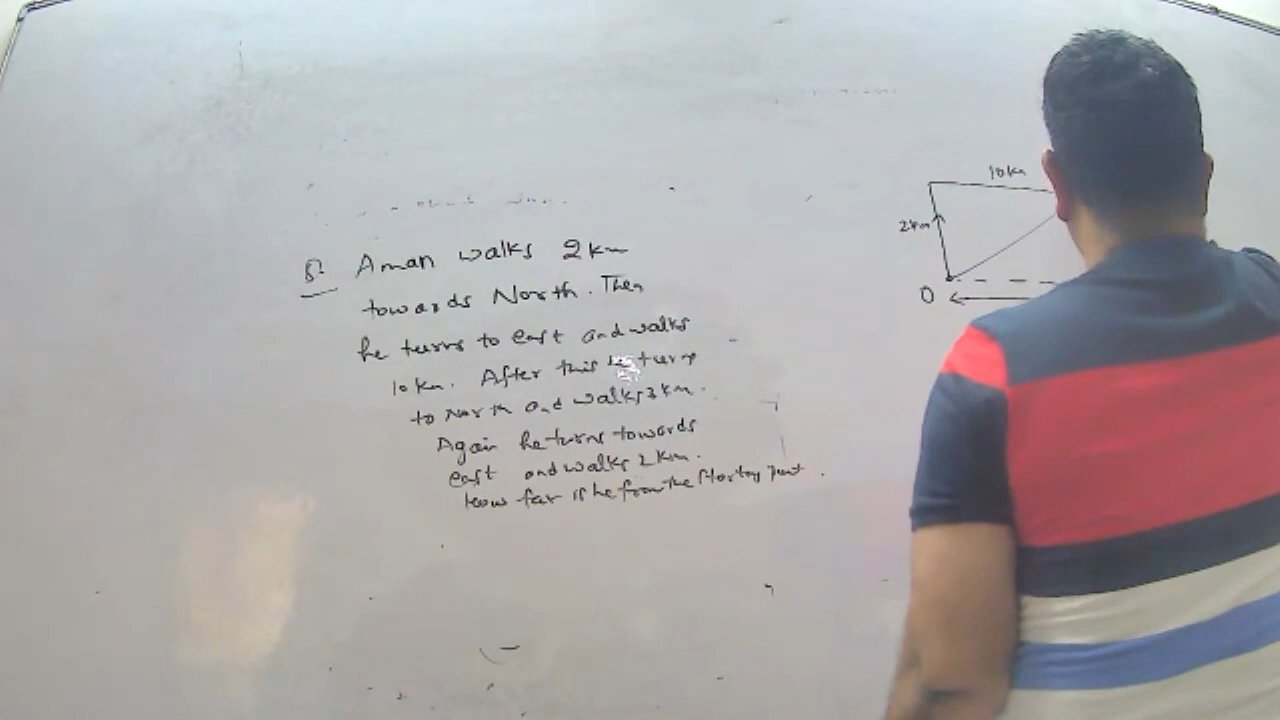 Q. Aman walks 2 km
towards North. Then
he turns to east and walks
10 km. After this he turns
to North and walks 3 km.
Again he turns towards
east and walks 2 km.
How far is he from the starting point.
10 km
2 km
O